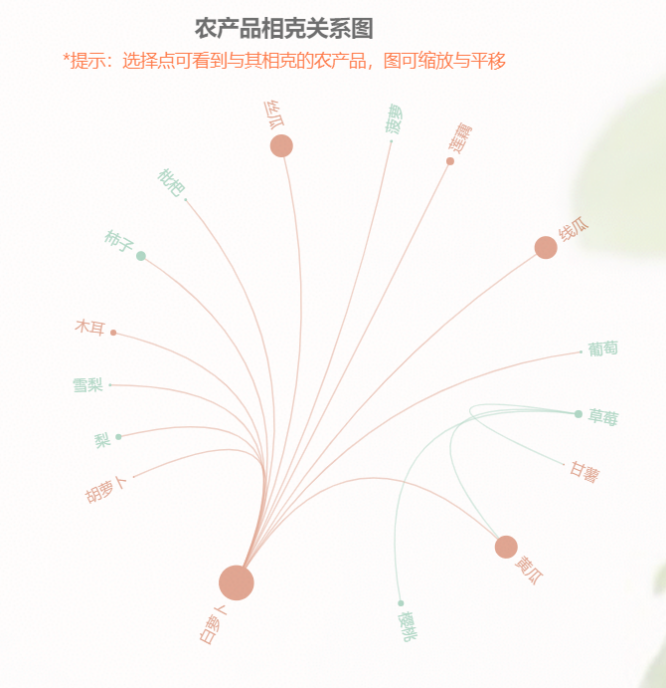 农产品相克关系图
*提示：选择点可看到与其相克的农产品，图可缩放与平移
丝瓜
菠萝
莲藕
枇杷
线瓜
柿子
木耳
葡萄
雪梨
草莓
梨
甘薯
胡萝卜
黄瓜
白萝卜
樱桃